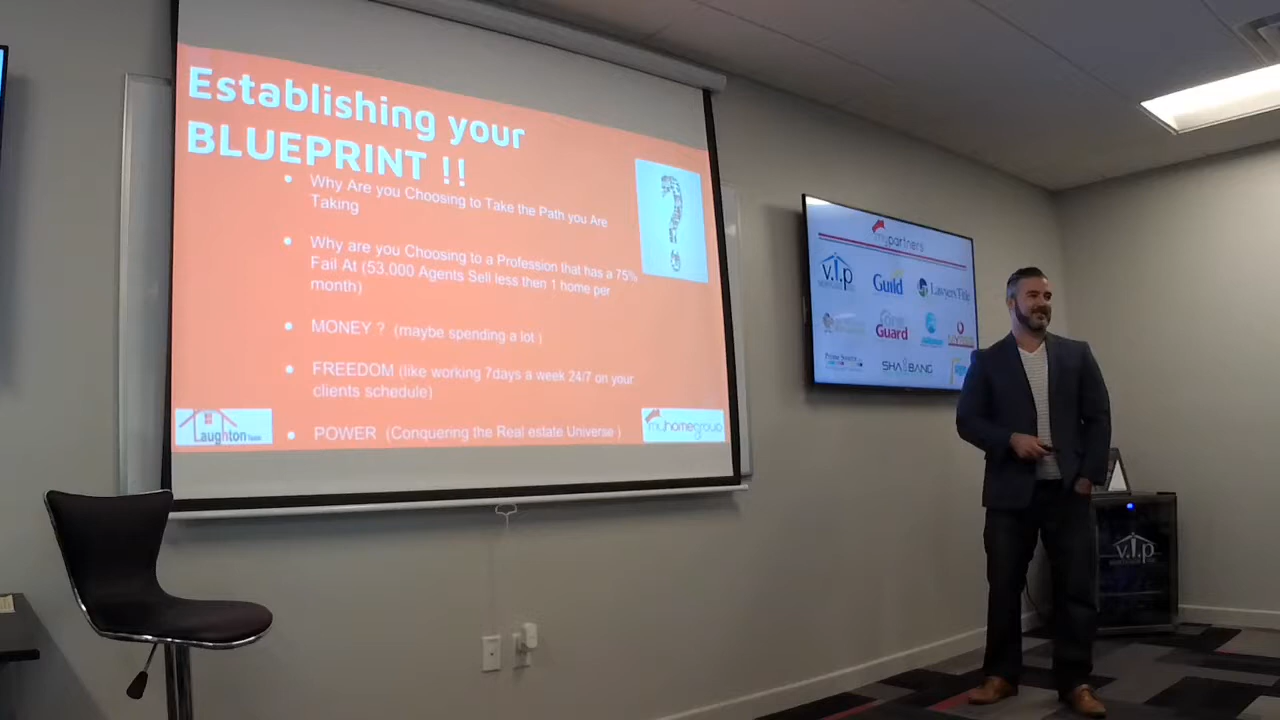 Establishing your
BLUEPRINT !!
Why Are you Choosing to Take the Path you Are
Taking
Why are you Choosing to a Profession that has a 75%
Fail At (53.000 Agents Sell less then 1 home per
month)
MONEY ? (maybe spending a lot )
FREEDOM (like working 7days a week 24/7 on your
clients schedule)
POWER (Conquering the Real estate Universe )
Laughton
myhomegroup
mypartners
v.i.p
Guild
Lawyers Title
Guard
SHABANG
v.i.p